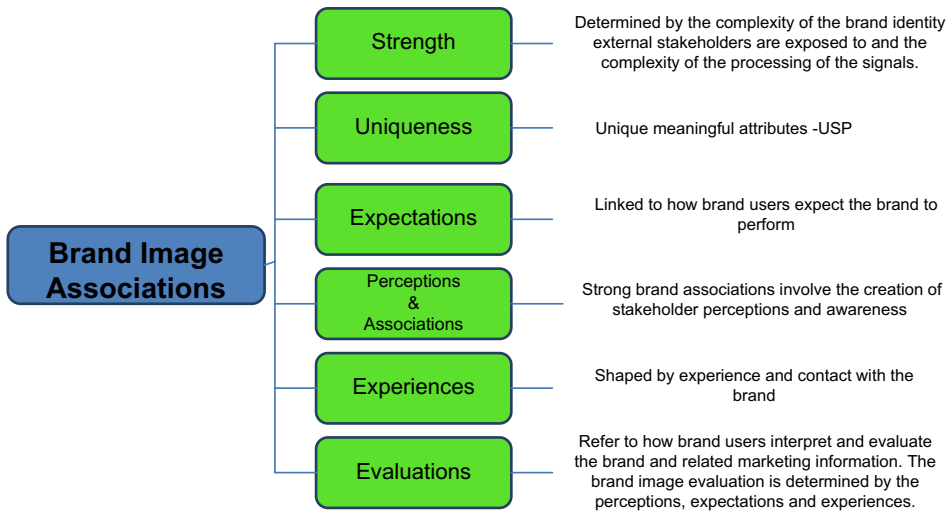 Brand Image
Associations
Strength
Determined by the complexity of the brand identity
external stakeholders are exposed to and the
complexity of the processing of the signals.
Uniqueness
Unique meaningful attributes -USP
Expectations
Linked to how brand users expect the brand to
perform
Perceptions
&
Associations
Strong brand associations involve the creation of
stakeholder perceptions and awareness
Experiences
Shaped by experience and contact with the
brand
Evaluations
Refer to how brand users interpret and evaluate
the brand and related marketing information. The
brand image evaluation is determined by the
perceptions, expectations and experiences.